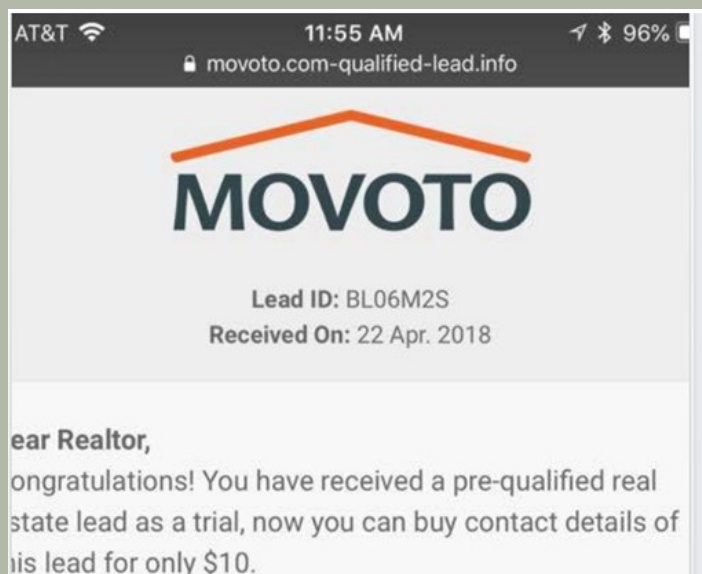 AT&T 11:55 AM 96%
movoto.com-qualified-lead.info
MOVOTO
Lead ID: BL06M2S
Received On: 22 Apr. 2018
ear Realtor,
ongratulations! You have received a pre-qualified real
state lead as a trial, now you can buy contact details of
is lead for only $10.